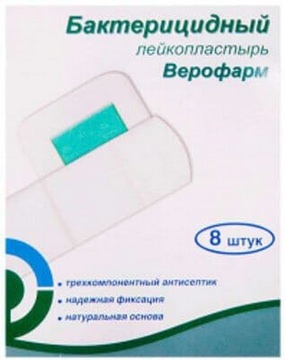 Бактерицидный
лейкопластырь
Верофарм
8 штук
• трехкомпонентный антисептик
• надежная фиксация
• натуральная основа